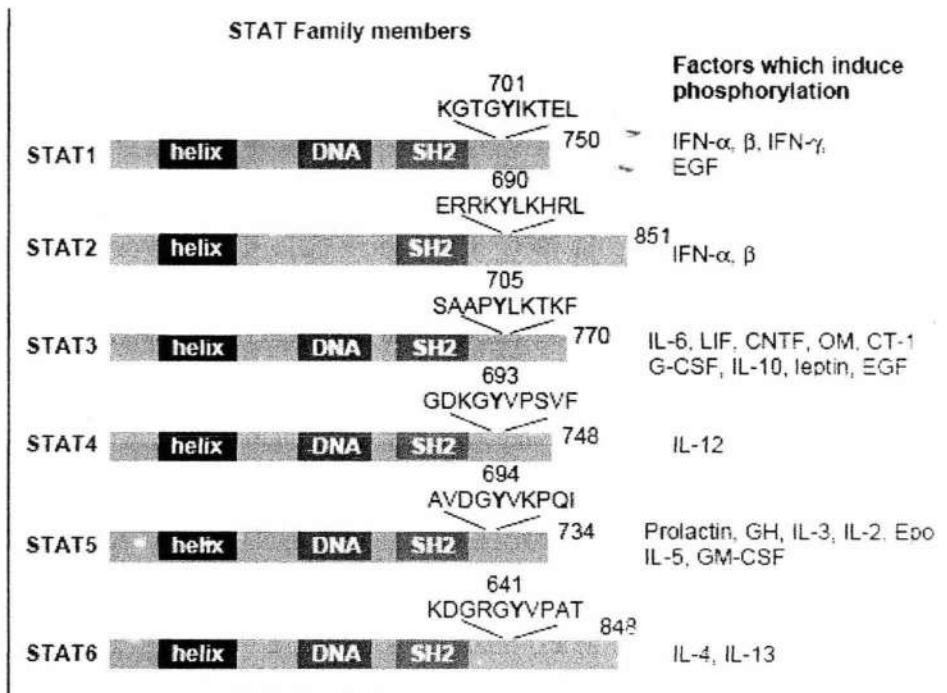 STAT Family members
Factors which induce
phosphorylation
701
KGTGYIKTEL
STAT1 helix DNA SH2 750 IFN-α, β, IFN-γ,
EGF
690
ERRKYLKHRL
STAT2 helix SH2 851 IFN-α, β
705
SAAPYLKTKF
STAT3 helix DNA SH2 770 IL-6, LIF, CNTF, OM, CT-1
G-CSF, IL-10, leptin, EGF
693
GDKGYVPSVF
STAT4 helix DNA SH2 748 IL-12
694
AVDGYVKPQI
STAT5 helix DNA SH2 734 Prolactin, GH, IL-3, IL-2, Epo
IL-5, GM-CSF
641
KDGRGYVPAT
STAT6 helix DNA SH2 848 IL-4, IL-13